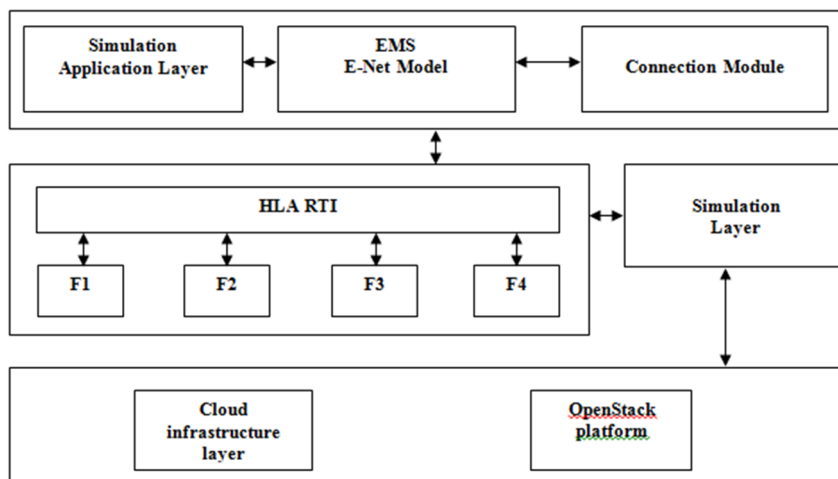 Simulation
Application Layer
EMS
E-Net Model
Connection Module
HLA RTI
Simulation
Layer
F1
F2
F3
F4
Cloud
infrastructure
layer
OpenStack
platform